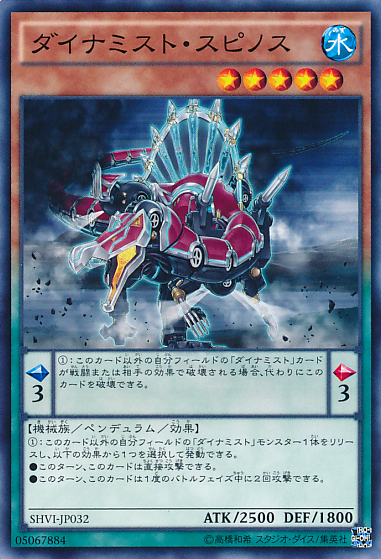 ダイナミスト・スピノス
水
①：このカード以外の自分フィールドの「ダイナミスト」カード
が戦闘または相手の効果で破壊される場合、代わりにこの
カードを破壊できる。
3
3
【機械族／ペンデュラム／効果】
①：このカード以外の自分フィールドの「ダイナミスト」モンスター1体をリリー
スし、以下の効果から1つを選択して発動できる。
●このターン、このカードは直接攻撃できる。
●このターン、このカードは1度のバトルフェイズ中に2回攻撃できる。
SHVI-JP032
ATK/2500
DEF/1800
05067884
©高橋和希 スタジオ・ダイス/集英社